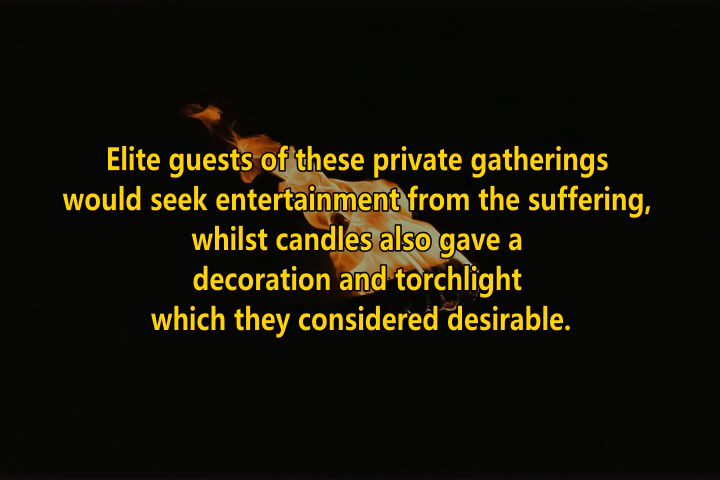 Elite guests of these private gatherings
would seek entertainment from the suffering,
whilst candles also gave a
decoration and torchlight
which they considered desirable.